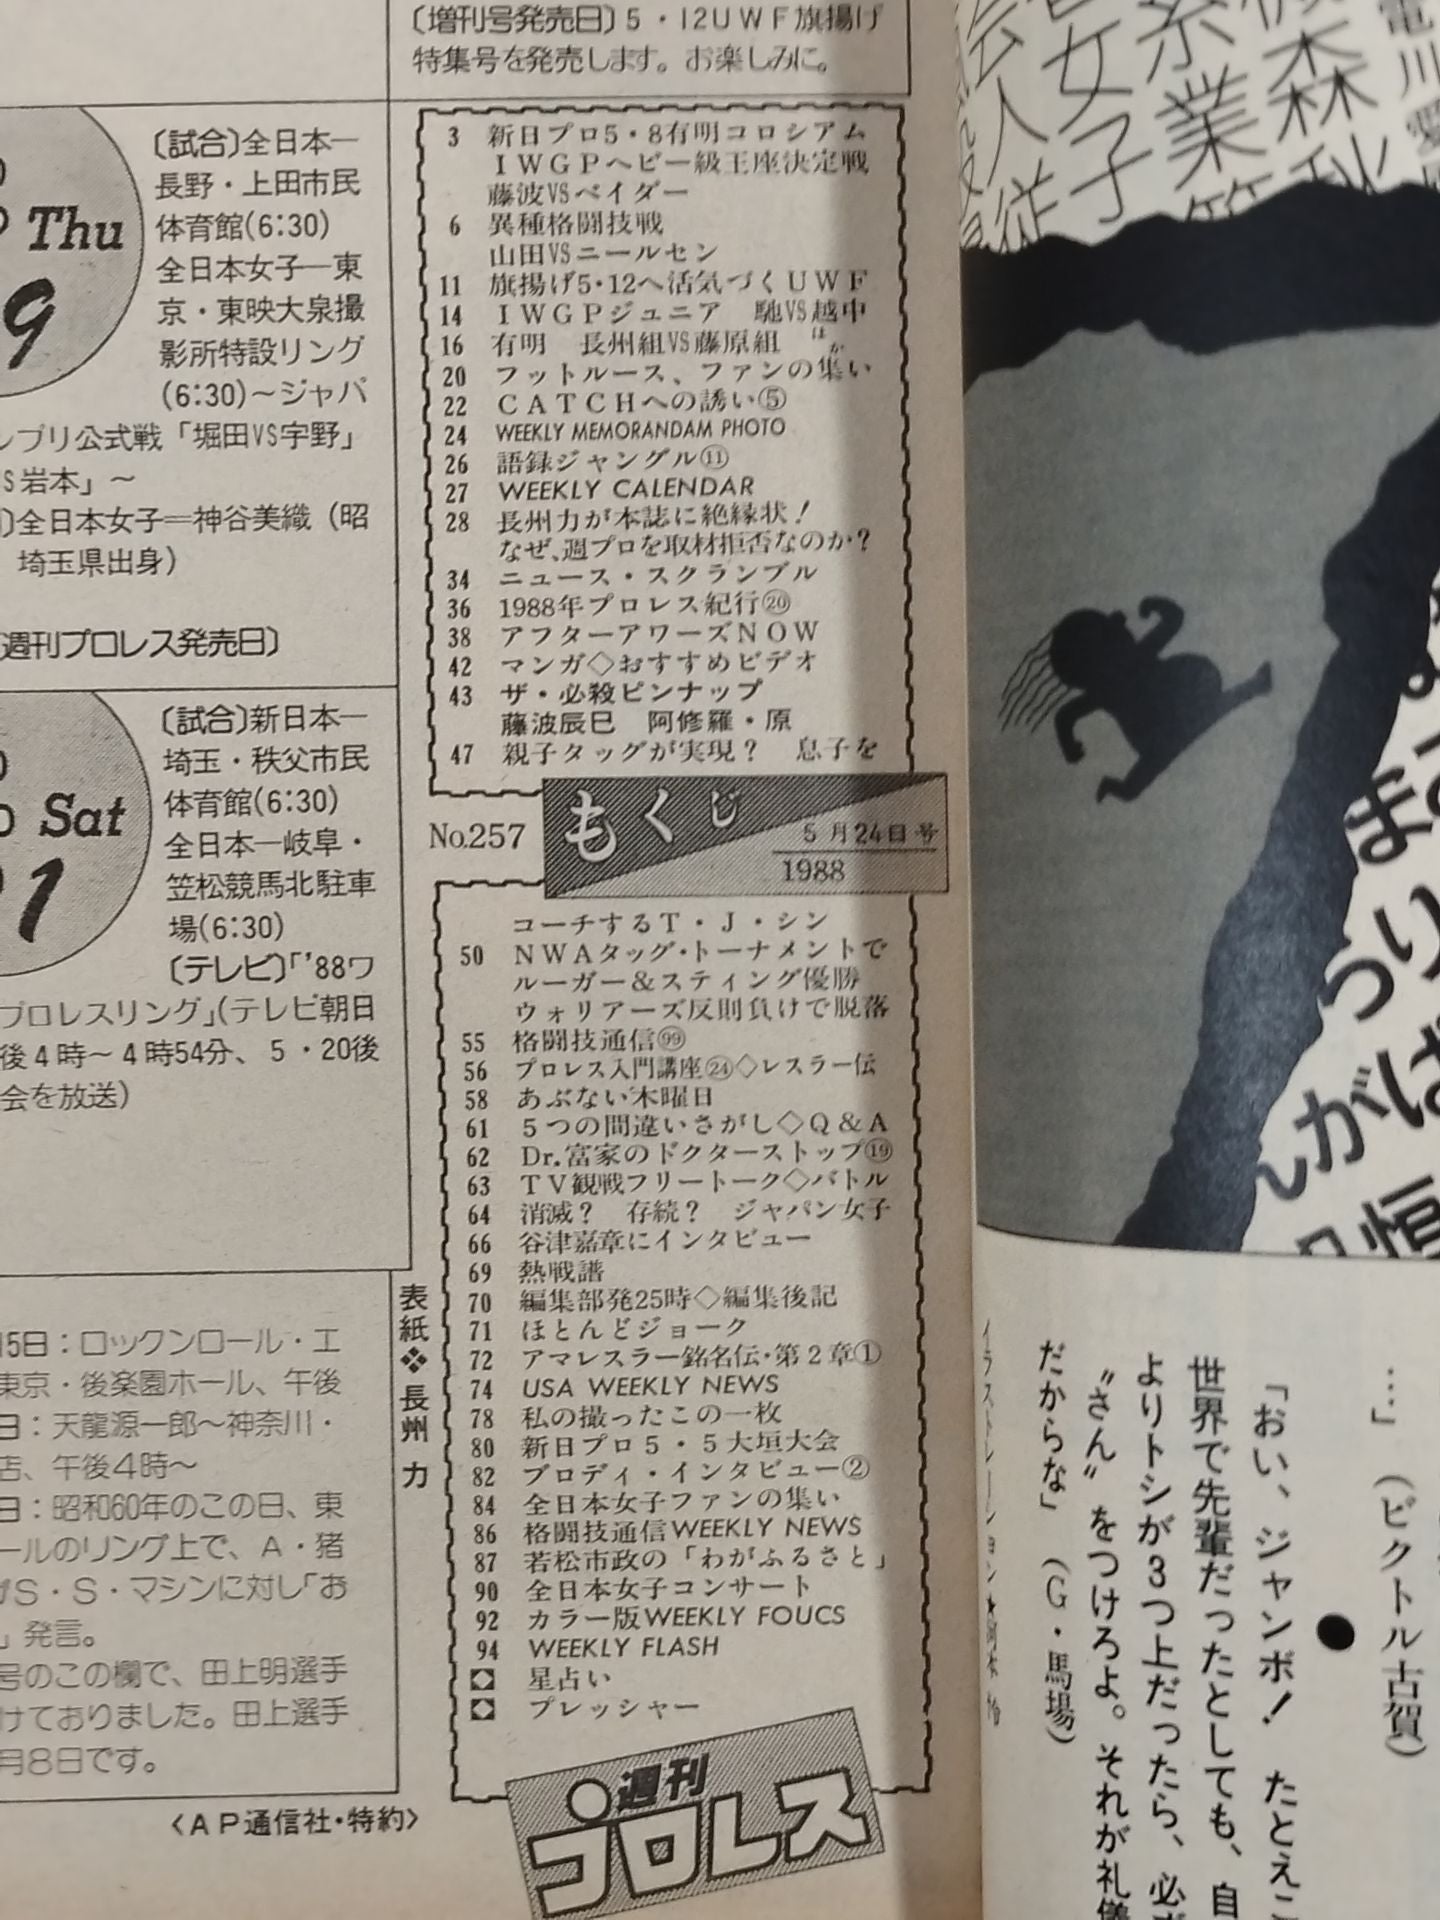 〔増刊号発売日〕5・12UWF旗揚げ
特集号を発売します。お楽しみに。
Thu
9
〔試合〕全日本―
長野・上田市民
体育館(6:30)
全日本女子―東
京・東映大泉撮
影所特設リング
(6:30)～ジャパ
ンプリ公式戦「堀田VS宇野」
VS岩本」～
全日本女子＝神谷美織（昭
埼玉県出身）
週刊プロレス発売日〕
Sat
1
〔試合〕新日本―
埼玉・秩父市民
体育館(6:30)
全日本―岐阜・
笠松競馬北駐車
場(6:30)
〔テレビ〕「'88ワ
プロレスリング」(テレビ朝日
後4時～4時54分、5・20後
会を放送)
15日：ロックンロール・エ
東京・後楽園ホール、午後
日：天龍源一郎～神奈川・
店、午後4時～
日：昭和60年のこの日、東
ールのリング上で、A・猪
がS・S・マシンに対し「お
」発言。
号のこの欄で、田上明選手
けておりました。田上選手
月8日です。
〈AP通信社・特約〉
表紙❖長州 力
3 新日プロ5・8有明コロシアム
IWGPヘビー級王座決定戦
藤波VSベイダー
6 異種格闘技戦
山田VSニールセン
11 旗揚げ5・12へ活気づくUWF
14 IWGPジュニア 馳VS越中
16 有明 長州組VS藤原組 ほか
20 フットルース、ファンの集い
22 CATCHへの誘い⑤
24 WEEKLY MEMORANDAM PHOTO
26 語録ジャングル⑪
27 WEEKLY CALENDAR
28 長州力が本誌に絶縁状！
なぜ、週プロを取材拒否なのか？
34 ニュース・スクランブル
36 1988年プロレス紀行⑳
38 アフターアワーズNOW
42 マンガ◇おすすめビデオ
43 ザ・必殺ピンナップ
藤波辰巳 阿修羅・原
47 親子タッグが実現？ 息子を
No.257
もくじ
5月24日号
1988
コーチするT・J・シン
50 NWAタッグ・トーナメントで
ルーガー＆スティング優勝
ウォリアーズ反則負けで脱落
55 格闘技通信�99
56 プロレス入門講座㉔◇レスラー伝
58 あぶない木曜日
61 5つの間違いさがし◇Q＆A
62 Dr.富家のドクターストップ⑲
63 TV観戦フリートーク◇バトル
64 消滅？ 存続？ ジャパン女子
66 谷津嘉章にインタビュー
69 熱戦譜
70 編集部発25時◇編集後記
71 ほとんどジョーク
72 アマレスラー銘名伝・第2章①
74 USA WEEKLY NEWS
78 私の撮ったこの一枚
80 新日プロ5・5大垣大会
82 ブロディ・インタビュー②
84 全日本女子ファンの集い
86 格闘技通信WEEKLY NEWS
87 若松市政の「わがふるさと」
90 全日本女子コンサート
92 カラー版WEEKLY FOUCS
94 WEEKLY FLASH
星占い
プレッシャー
週刊
プロレス
…」（ビクトル古賀）
●
「おい、ジャンボ！ たとえこ
世界で先輩だったとしても、自
よりトシが3つ上だったら、必ず
〝さん〟をつけろよ。それが礼儀
だからな」（G・馬場）